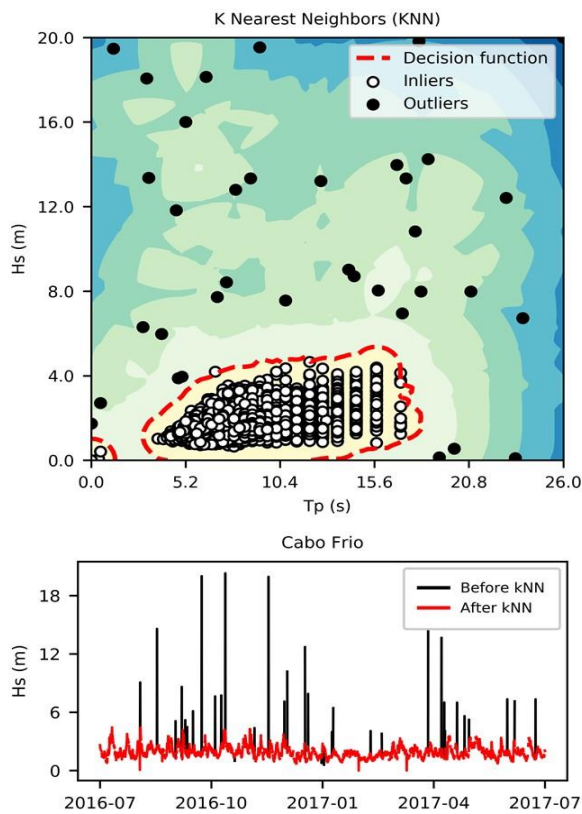 K Nearest Neighbors (KNN)
20.0
16.0
12.0
8.0
4.0
0.0
Hs (m)
Decision function
Inliers
Outliers
0.0 5.2 10.4 15.6 20.8 26.0
Tp (s)
Cabo Frio
18
12
6
0
Hs (m)
Before kNN
After kNN
2016-07 2016-10 2017-01 2017-04 2017-07